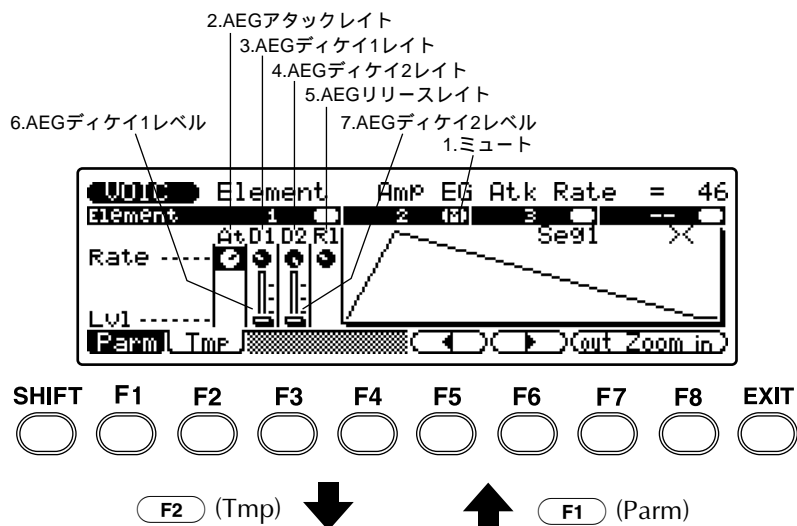 2.AEGアタックレイト
3.AEGディケイ1レイト
4.AEGディケイ2レイト
5.AEGリリースレイト
6.AEGディケイ1レベル
7.AEGディケイ2レベル
1.ミュート
VOICE Element Amp EG Atk Rate = 46
Element 1 2 (M) 3 --
At D1 D2 Rl Seg1
Rate -----
Lvl -------
Parm Tmp out Zoom in
SHIFT F1 F2 F3 F4 F5 F6 F7 F8 EXIT
F2 (Tmp) F1 (Parm)